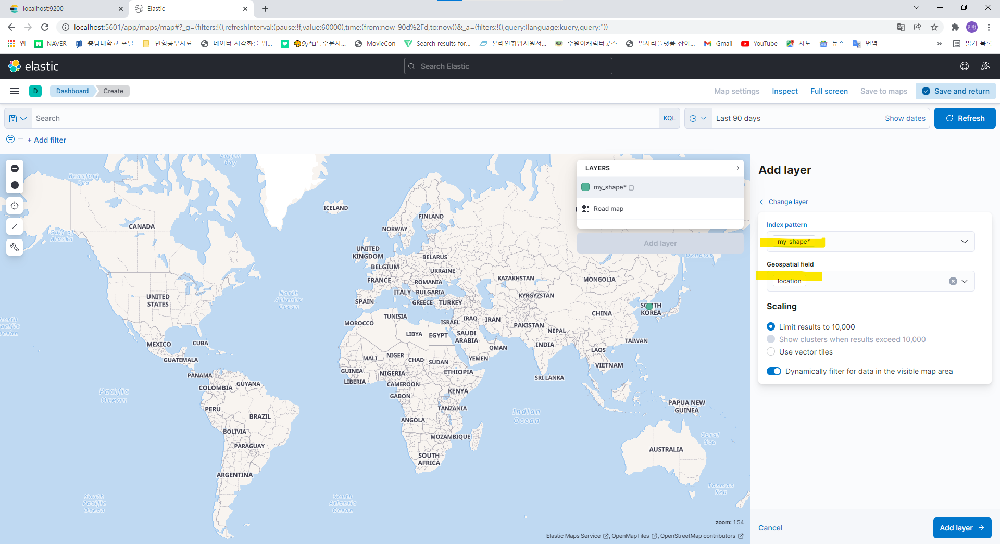 localhost:9200
Elastic
localhost:5601/app/maps/map#?_g=(filters:!(),refreshInterval:(pause:!f,value:60000),time:(from:now-90d%2Fd,to:now))&_a=(filters:!(),query:(language:kuery,query:''))
민형
앱
NAVER
충남대학교 포털
민형공부자료
데이터 시각화를 위...
MovieCon
Search results for...
온라인취업지원서...
수원이캐릭터굿즈
일자리플랫폼 잡아...
Gmail
YouTube
지도
뉴스
번역
»
읽기 목록
elastic
Search Elastic
D
Dashboard
Create
Map settings
Inspect
Full screen
Save to maps
Save and return
Search
KQL
Last 90 days
Show dates
Refresh
+ Add filter
LAYERS
my_shape*
Road map
Add layer
Baffin
Bay
Beaufort
Sea
Gulf of
Alaska
CANADA
UNITED
STATES
MEXICO
CUBA
GUATEMALA
PANAMA
COLOMBIA
GUYANA
PERU
BRAZIL
BOLIVIA
PARAGUAY
ARGENTINA
North
Atlantic
Ocean
Pacific
Ocean
South
Pacific
Ocean
South
Atlantic
Ocean
ICELAND
FINLAND
NORWAY
UNITED
KINGDOM
BELARUS
BELGIUM
UKRAINE
FRANCE
ROMANIA
ITALY
BULGARIA
SPAIN
GREECE
TURKEY
TUNISIA
MOROCCO
ISRAEL
IRAQ
IRAN
LIBYA
EGYPT
SAUDI
ARABIA
OMAN
YEMEN
MALI
NIGER
CHAD
SUDAN
GUINEA
NIGERIA
ETHIOPIA
LIBERIA
CAMEROON
KENYA
GABON
TANZANIA
ANGOLA
MOZAMBIQUE
SOUTH
AFRICA
KAZAKHSTAN
MONGOLIA
KYRGYZSTAN
CHINA
SOUTH
KOREA
PAKISTAN
NEPAL
INDIA
TAIWAN
LAOS
VIETNAM
SRI LANKA
Indian
Ocean
PAPUA NEW
GUINEA
AUSTRALIA
Coral
Sea
Tasman
Sea
zoom: 1.54
Elastic Maps Service, OpenMapTiles, OpenStreetMap contributors
Add layer
Change layer
Index pattern
my_shape*
Geospatial field
location
Scaling
Limit results to 10,000
Show clusters when results exceed 10,000
Use vector tiles
Dynamically filter for data in the visible map area
Cancel
Add layer